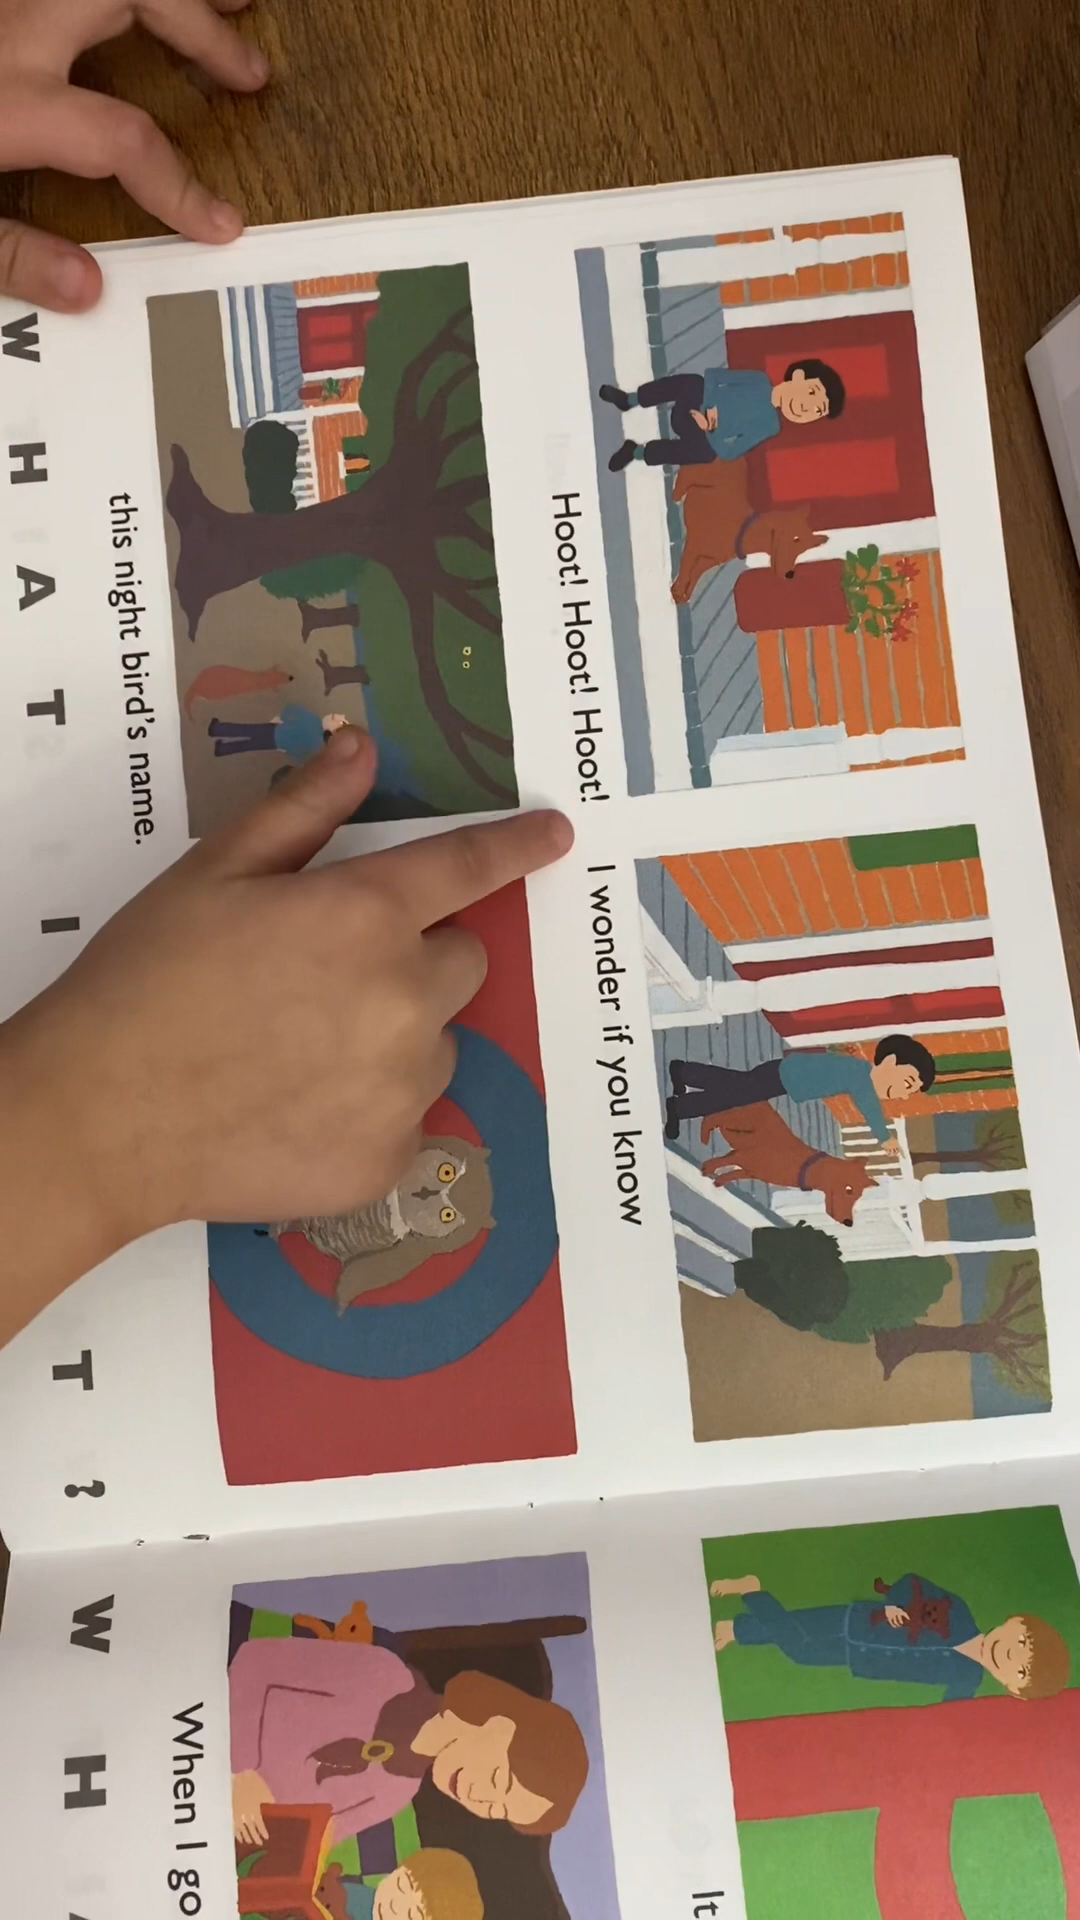 Hoot! Hoot! Hoot!
I wonder if you know
this night bird's name.
W H A T I T ?
It
When I go
W H